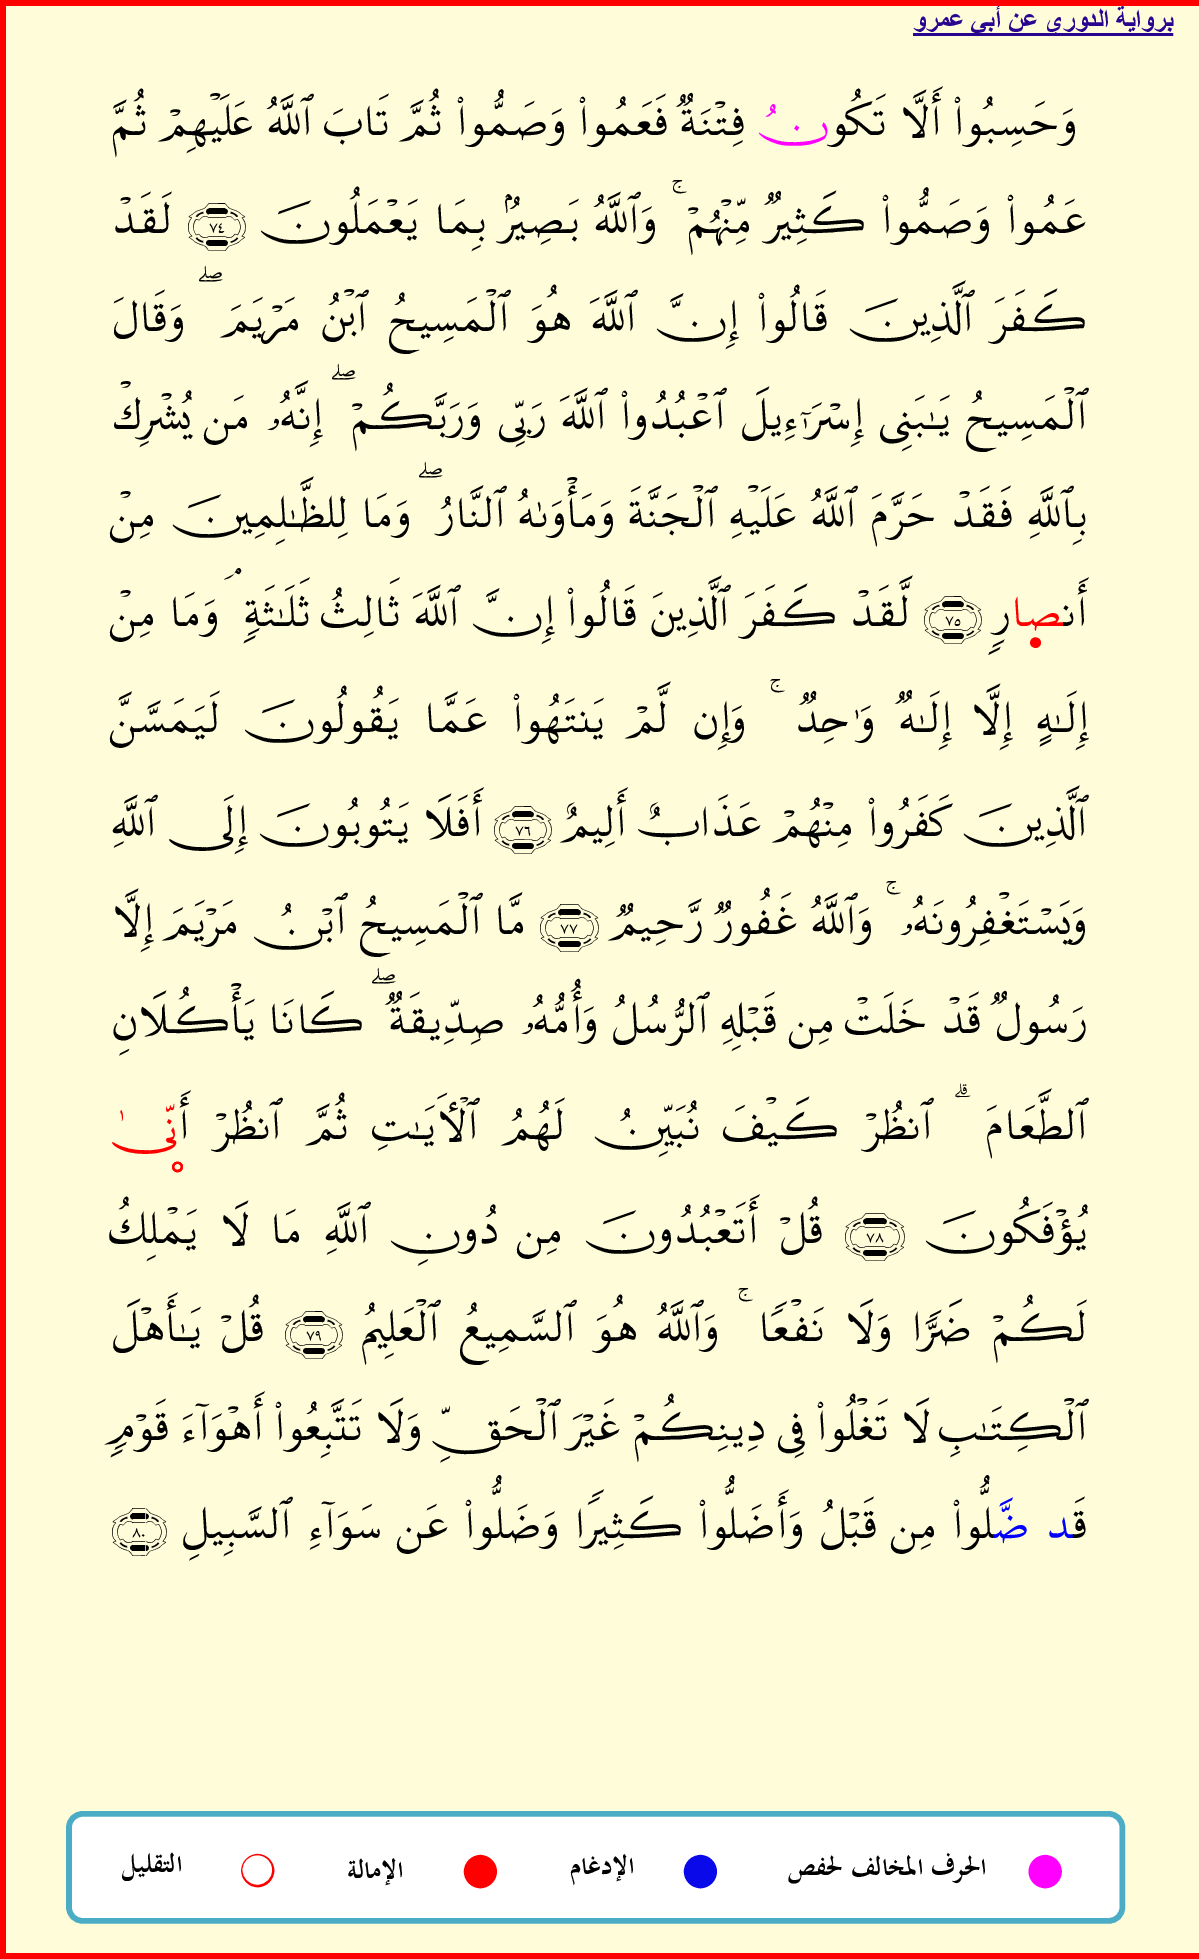 برواية الدوري عن أبي عمرو
وَحَسِبُواْ أَلَّا تَكُونُ فِتْنَةٌ فَعَمُواْ وَصَمُّواْ ثُمَّ تَابَ ٱللَّهُ عَلَيْهِمْ ثُمَّ
عَمُواْ وَصَمُّواْ كَثِيرٌ مِّنْهُمْ ۚ وَٱللَّهُ بَصِيرٌۢ بِمَا يَعْمَلُونَ ٧٤ لَقَدْ
كَفَرَ ٱلَّذِينَ قَالُواْ إِنَّ ٱللَّهَ هُوَ ٱلْمَسِيحُ ٱبْنُ مَرْيَمَ ۖ وَقَالَ
ٱلْمَسِيحُ يَٰبَنِى إِسْرَٰٓءِيلَ ٱعْبُدُواْ ٱللَّهَ رَبِّى وَرَبَّكُمْ ۖ إِنَّهُۥ مَن يُشْرِكْ
بِٱللَّهِ فَقَدْ حَرَّمَ ٱللَّهُ عَلَيْهِ ٱلْجَنَّةَ وَمَأْوَىٰهُ ٱلنَّارُ ۖ وَمَا لِلظَّٰلِمِينَ مِنْ
أَنصارٍ ٧٥ لَّقَدْ كَفَرَ ٱلَّذِينَ قَالُواْ إِنَّ ٱللَّهَ ثَالِثُ ثَلَٰثَةٍ ۘ وَمَا مِنْ
إِلَٰهٍ إِلَّا إِلَٰهٌ وَٰحِدٌ ۚ وَإِن لَّمْ يَنتَهُواْ عَمَّا يَقُولُونَ لَيَمَسَّنَّ
ٱلَّذِينَ كَفَرُواْ مِنْهُمْ عَذَابٌ أَلِيمٌ ٧٦ أَفَلَا يَتُوبُونَ إِلَى ٱللَّهِ
وَيَسْتَغْفِرُونَهُۥ ۚ وَٱللَّهُ غَفُورٌ رَّحِيمٌ ٧٧ مَّا ٱلْمَسِيحُ ٱبْنُ مَرْيَمَ إِلَّا
رَسُولٌ قَدْ خَلَتْ مِن قَبْلِهِ ٱلرُّسُلُ وَأُمُّهُۥ صِدِّيقَةٌ ۖ كَانَا يَأْكُلَانِ
ٱلطَّعَامَ ۗ ٱنظُرْ كَيْفَ نُبَيِّنُ لَهُمُ ٱلْأَيَٰتِ ثُمَّ ٱنظُرْ أَنّىٰ
يُؤْفَكُونَ ٧٨ قُلْ أَتَعْبُدُونَ مِن دُونِ ٱللَّهِ مَا لَا يَمْلِكُ
لَكُمْ ضَرًّا وَلَا نَفْعًا ۚ وَٱللَّهُ هُوَ ٱلسَّمِيعُ ٱلْعَلِيمُ ٧٩ قُلْ يَٰأَهْلَ
ٱلْكِتَٰبِ لَا تَغْلُواْ فِى دِينِكُمْ غَيْرَ ٱلْحَقِّ وَلَا تَتَّبِعُواْ أَهْوَآءَ قَوْمٍ
قَد ضَّلُّواْ مِن قَبْلُ وَأَضَلُّواْ كَثِيرًا وَضَلُّواْ عَن سَوَآءِ ٱلسَّبِيلِ ٨٠
الحرف المخالف لحفص الإدغام الإمالة التقليل